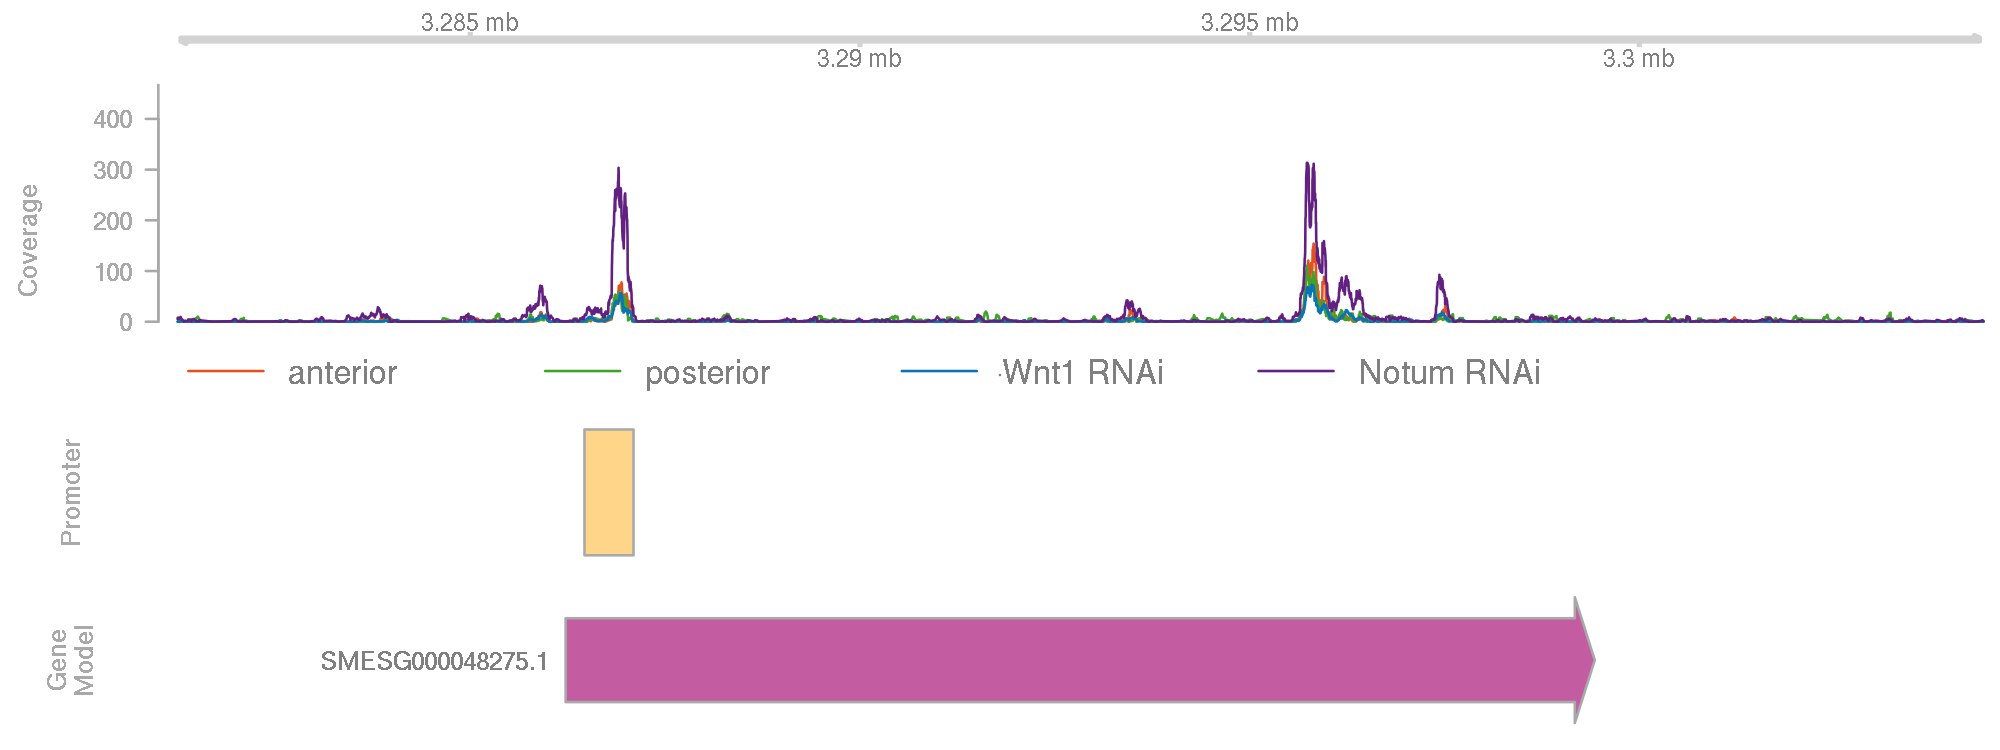 3.285 mb
3.295 mb
3.29 mb
3.3 mb
Coverage
400
300
200
100
0
anterior posterior Wnt1 RNAi Notum RNAi
Promoter
Gene
Model
SMESG000048275.1